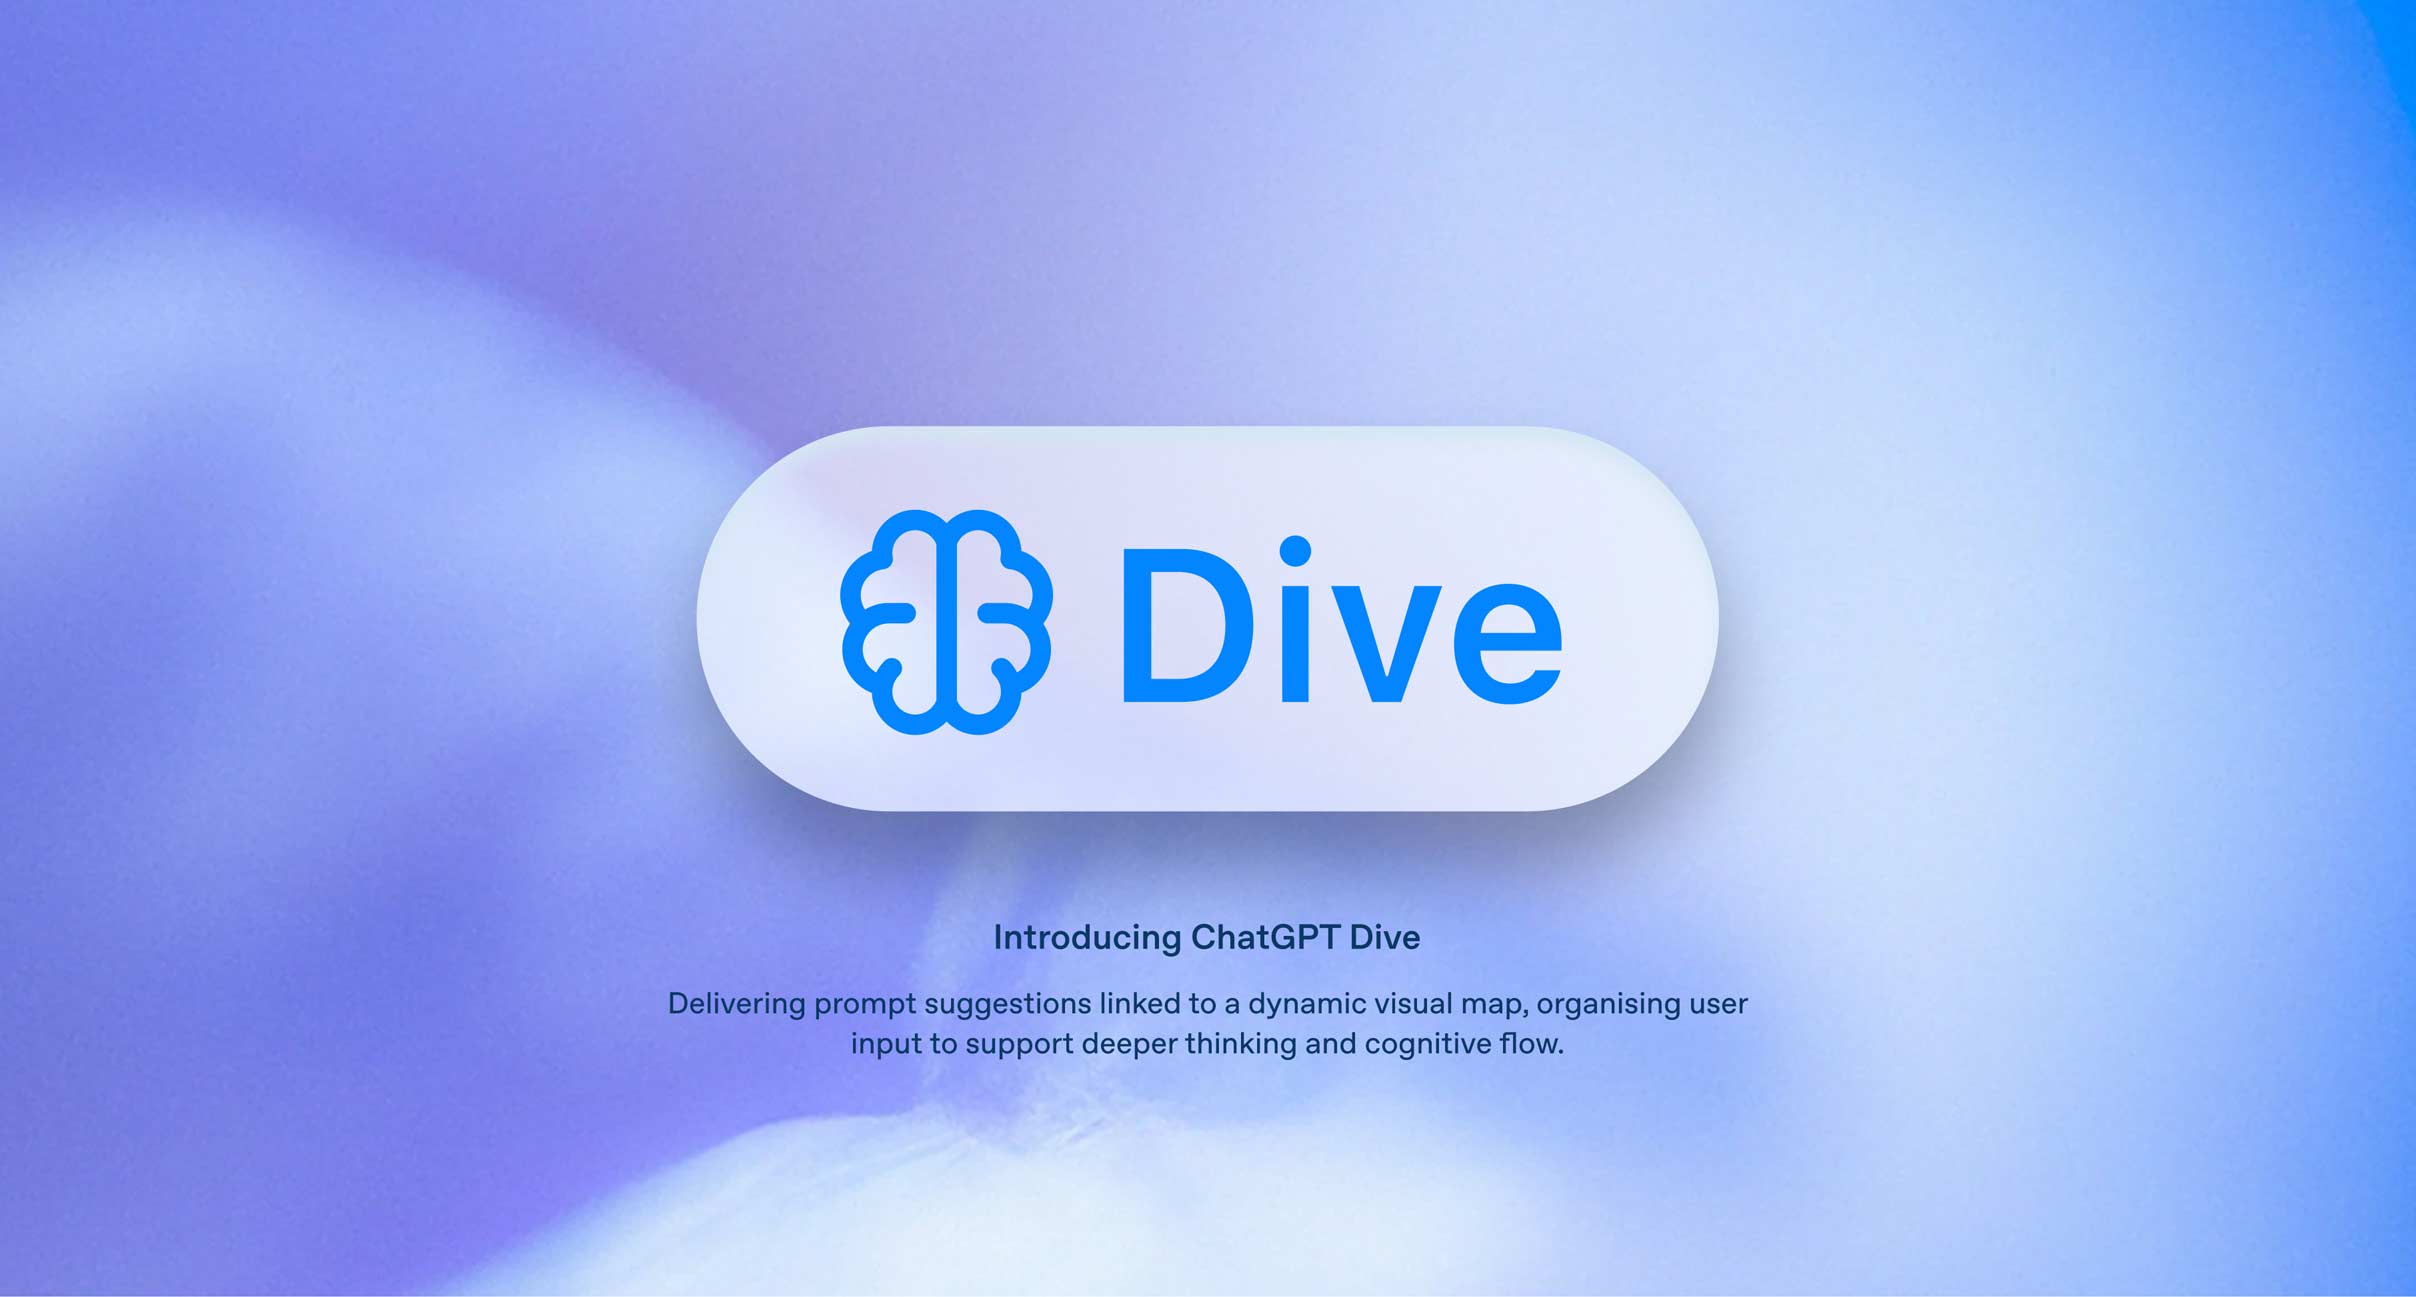 Dive
Introducing ChatGPT Dive
Delivering prompt suggestions linked to a dynamic visual map, organising user
input to support deeper thinking and cognitive flow.